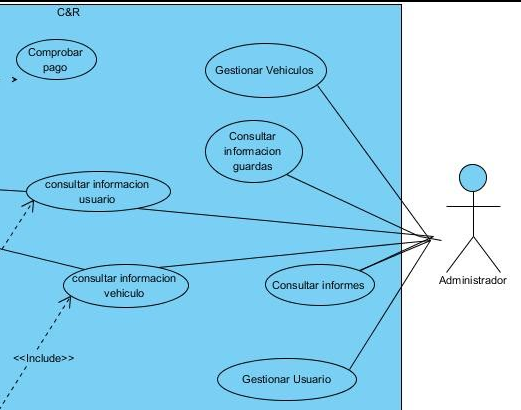 C&R
Comprobar
pago
Gestionar Vehiculos
Consultar
informacion
guardas
consultar informacion
usuario
consultar informacion
vehiculo
Consultar informes
Administrador
<<Include>>
Gestionar Usuario